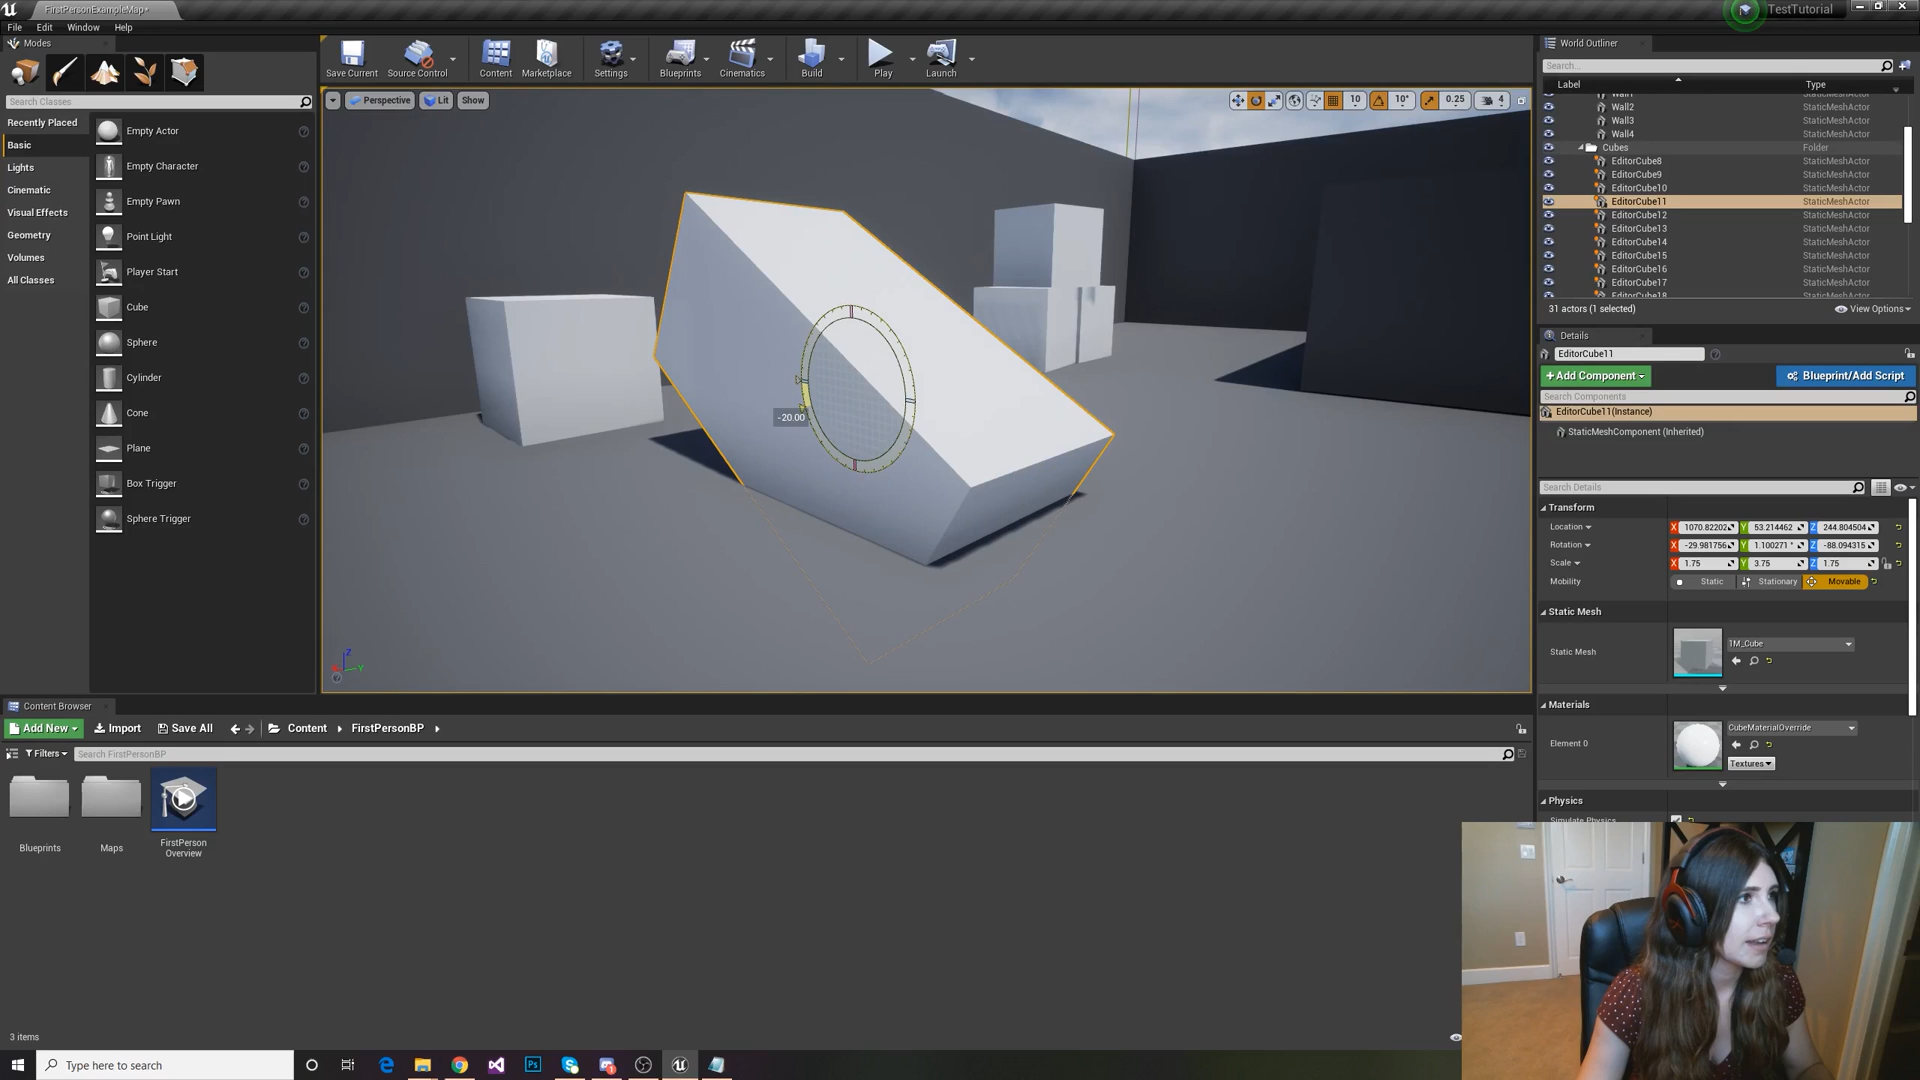 FirstPersonExampleMap*
TestTutorial
File Edit Window Help
Modes
Search Classes
Recently Placed
Basic
Lights
Cinematic
Visual Effects
Geometry
Volumes
All Classes
Empty Actor
Empty Character
Empty Pawn
Point Light
Player Start
Cube
Sphere
Cylinder
Cone
Plane
Box Trigger
Sphere Trigger
Save Current
Source Control
Content
Marketplace
Settings
Blueprints
Cinematics
Build
Play
Launch
Perspective Lit Show
10 10° 0.25 4
-20.00
Z
Y
World Outliner
Search...
Label Type
Wall1 StaticMeshActor
Wall2 StaticMeshActor
Wall3 StaticMeshActor
Wall4 StaticMeshActor
Cubes Folder
EditorCube8 StaticMeshActor
EditorCube9 StaticMeshActor
EditorCube10 StaticMeshActor
EditorCube11 StaticMeshActor
EditorCube12 StaticMeshActor
EditorCube13 StaticMeshActor
EditorCube14 StaticMeshActor
EditorCube15 StaticMeshActor
EditorCube16 StaticMeshActor
EditorCube17 StaticMeshActor
EditorCube18 StaticMeshActor
31 actors (1 selected) View Options
Details
EditorCube11
+ Add Component Blueprint/Add Script
Search Components
EditorCube11(Instance)
StaticMeshComponent (Inherited)
Search Details
Transform
Location X 1070.82202 Y 53.214462 Z 244.804504
Rotation X -29.981756 Y 1.100271 ° Z -88.094315
Scale X 1.75 Y 3.75 Z 1.75
Mobility Static Stationary Movable
Static Mesh
Static Mesh 1M_Cube
Materials
Element 0 CubeMaterialOverride
Textures
Physics
Simulate Physics
Content Browser
Add New Import Save All Content FirstPersonBP
Filters Search FirstPersonBP
Blueprints
Maps
FirstPerson
Overview
3 items
Type here to search
Ps